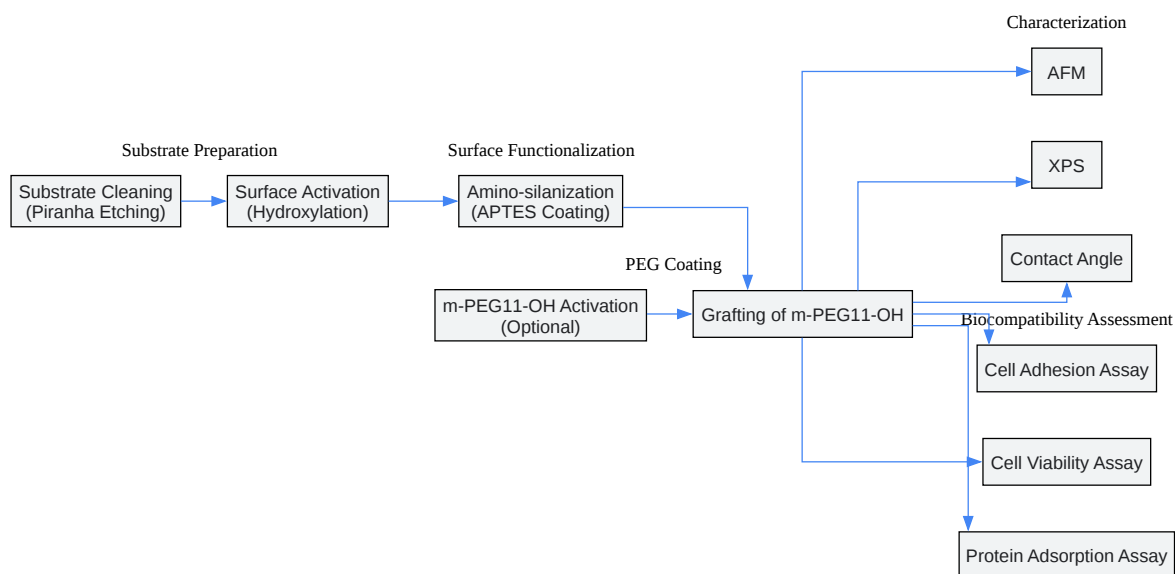 Characterization
AFM
Substrate Preparation
Surface Functionalization
XPS
Substrate Cleaning
(Piranha Etching)
Surface Activation
(Hydroxylation)
Amino-silanization
(APTES Coating)
PEG Coating
Contact Angle
m-PEG11-OH Activation
(Optional)
Grafting of m-PEG11-OH
Biocompatibility Assessment
Cell Adhesion Assay
Cell Viability Assay
Protein Adsorption Assay